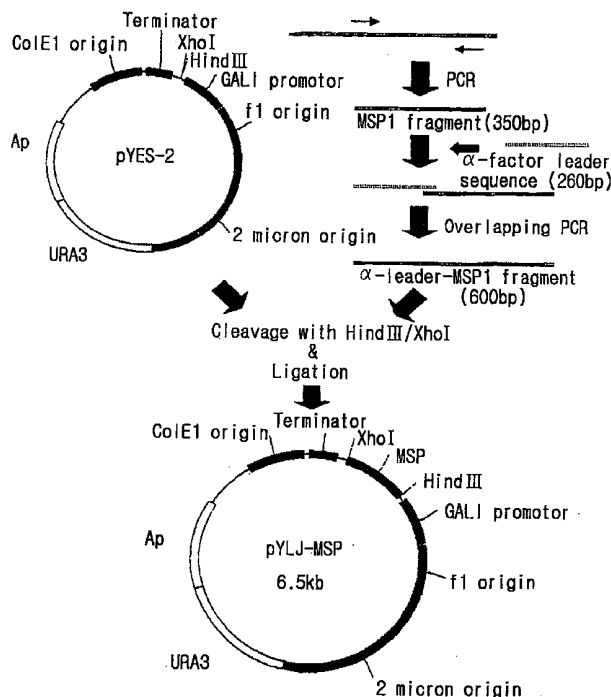 Terminator
ColE1 origin
XhoI
HindIII
GALI promotor
f1 origin
Ap
pYES-2
2 micron origin
URA3
PCR
MSP1 fragment(350bp)
α-factor leader
sequence (260bp)
Overlapping PCR
α-leader-MSP1 fragment
(600bp)
Cleavage with HindIII/XhoI
&
Ligation
Terminator
ColE1 origin
XhoI
MSP
HindIII
GALI promotor
Ap
pYLJ-MSP
6.5kb
f1 origin
URA3
2 micron origin